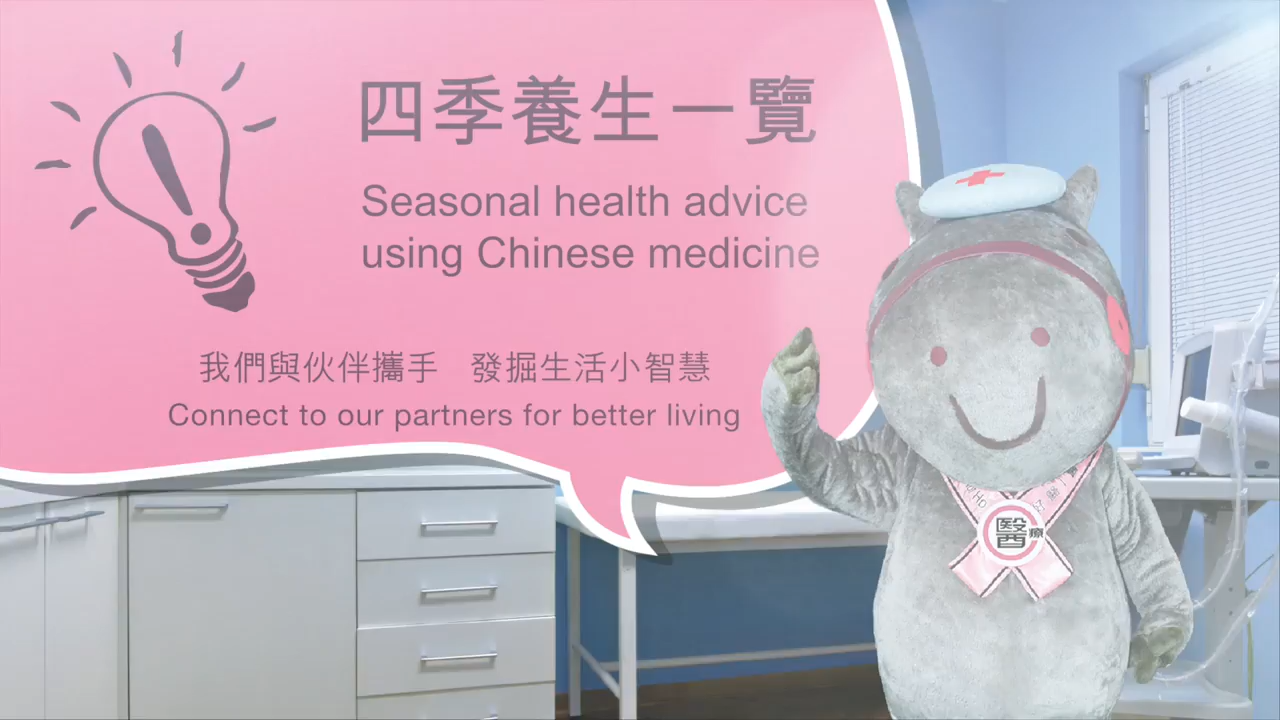 四季養生一覽
Seasonal health advice
using Chinese medicine
我們與伙伴攜手 發掘生活小智慧
Connect to our partners for better living
醫療